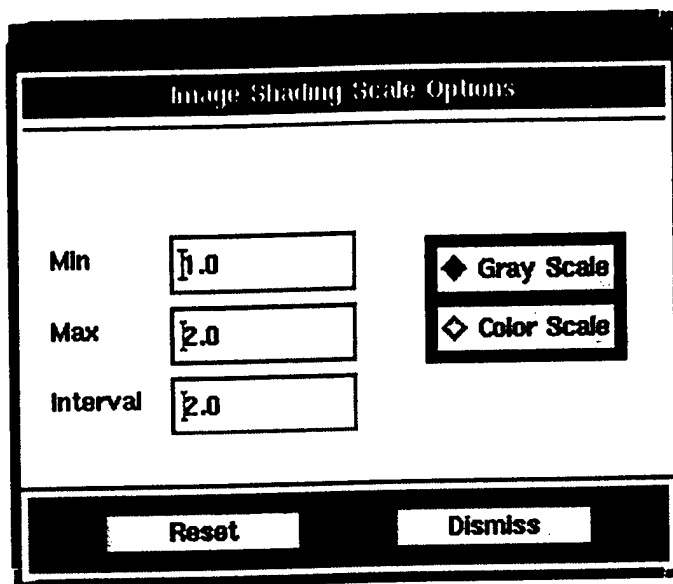 Image Shading Scale Options
Min 1.0
Max 2.0
Interval 2.0
Gray Scale
Color Scale
Reset
Dismiss